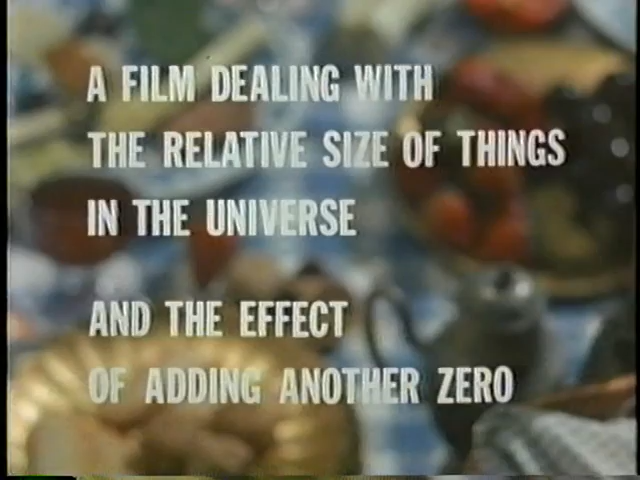 A FILM DEALING WITH
THE RELATIVE SIZE OF THINGS
IN THE UNIVERSE
AND THE EFFECT
OF ADDING ANOTHER ZERO